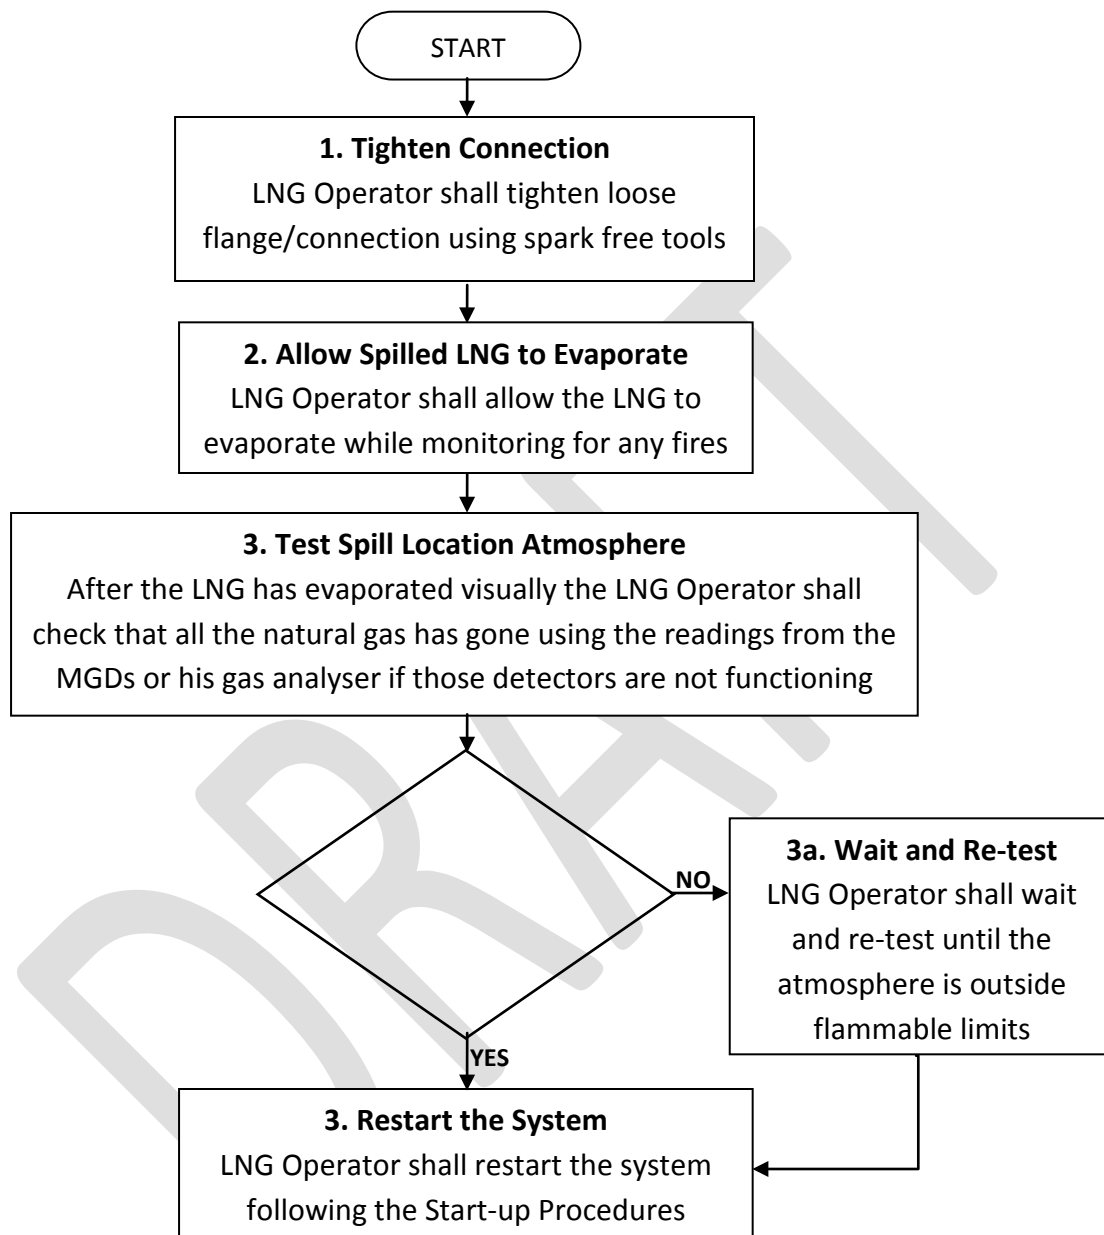 START
1. Tighten Connection
LNG Operator shall tighten loose
flange/connection using spark free tools
2. Allow Spilled LNG to Evaporate
LNG Operator shall allow the LNG to
evaporate while monitoring for any fires
3. Test Spill Location Atmosphere
After the LNG has evaporated visually the LNG Operator shall
check that all the natural gas has gone using the readings from the
MGDs or his gas analyser if those detectors are not functioning
NO
3a. Wait and Re-test
LNG Operator shall wait
and re-test until the
atmosphere is outside
flammable limits
YES
3. Restart the System
LNG Operator shall restart the system
following the Start-up Procedures
DRAFT